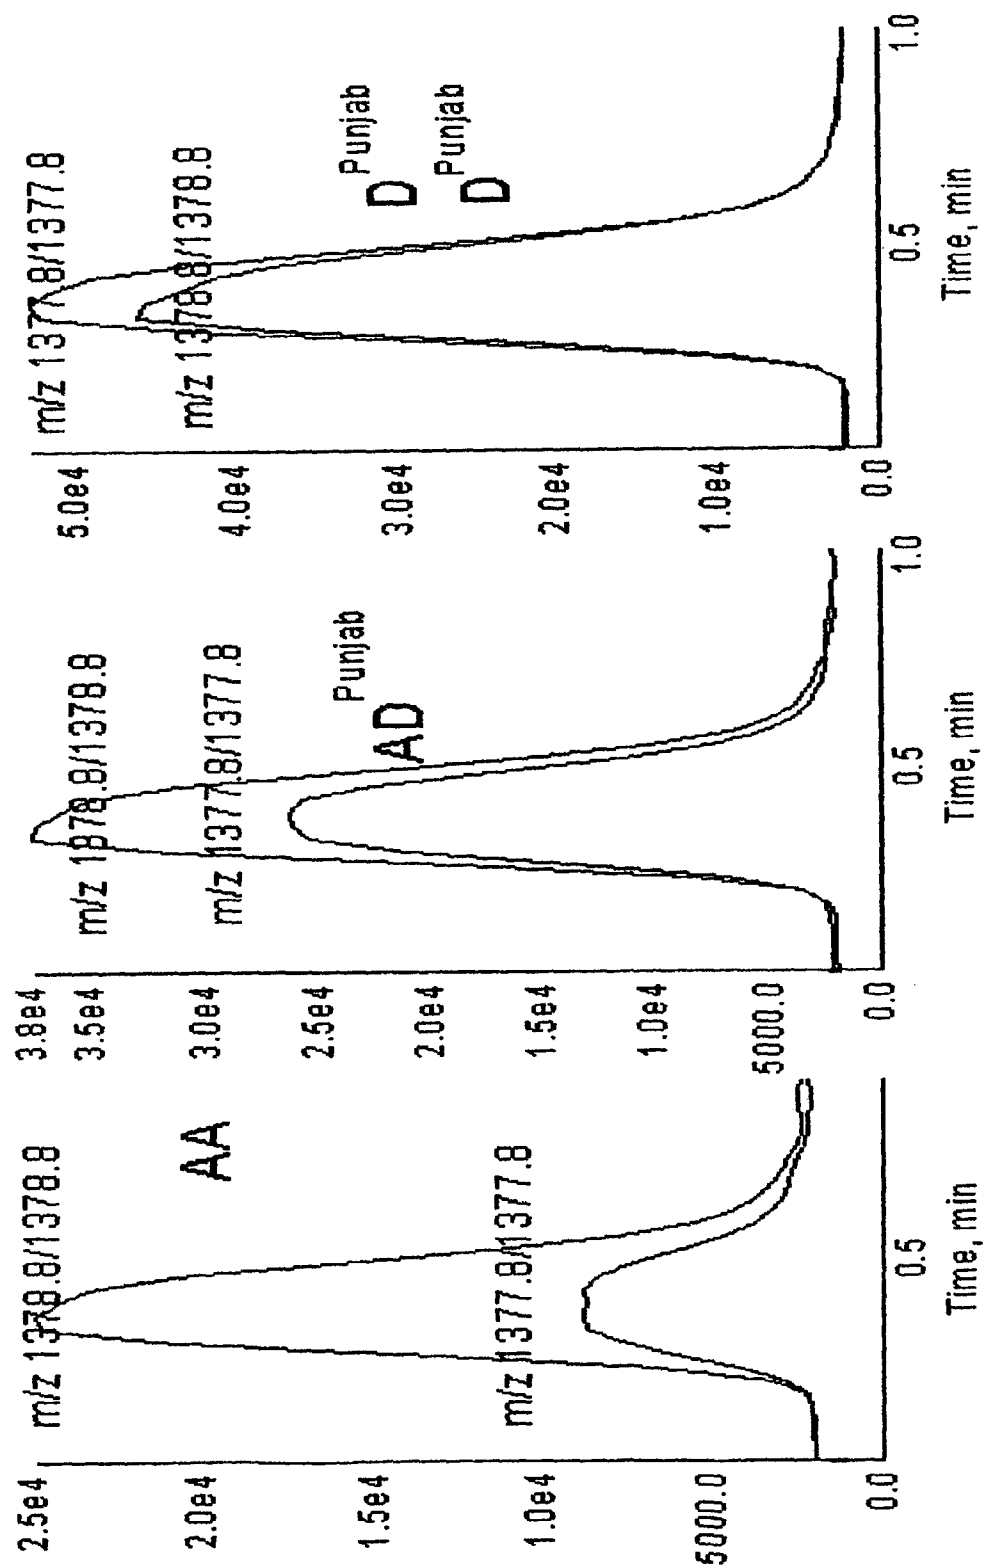 2.5e4
2.0e4
1.5e4
1.0e4
5000.0
0.0
m/z 1378.8/1378.8
AA
m/z 1377.8/1377.8
0.5
Time, min
3.8e4
3.5e4
3.0e4
2.5e4
2.0e4
1.5e4
1.0e4
5000.0
0.0
m/z 1378.8/1378.8
m/z 1377.8/1377.8
AD Punjab
0.5
1.0
Time, min
5.0e4
4.0e4
3.0e4
2.0e4
1.0e4
0.0
m/z 1377.8/1377.8
m/z 1378.8/1378.8
D Punjab
D Punjab
0.5
1.0
Time, min